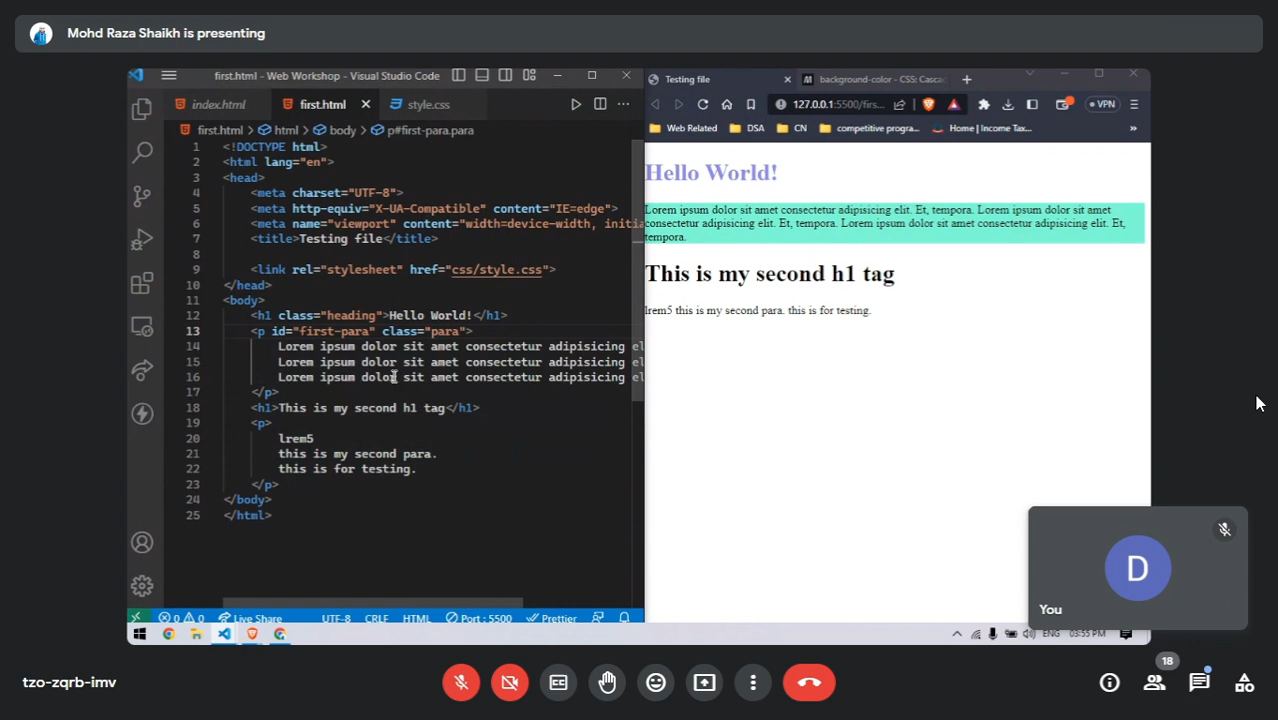 Mohd Raza Shaikh is presenting
first.html - Web Workshop - Visual Studio Code
index.html first.html style.css
first.html html body p#first-para.para
1 <!DOCTYPE html>
2 <html lang="en">
3 <head>
4 <meta charset="UTF-8">
5 <meta http-equiv="X-UA-Compatible" content="IE=edge">
6 <meta name="viewport" content="width=device-width, initia
7 <title>Testing file</title>
8
9 <link rel="stylesheet" href="css/style.css">
10 </head>
11 <body>
12 <h1 class="heading">Hello World!</h1>
13 <p id="first-para" class="para">
14 Lorem ipsum dolor sit amet consectetur adipisicing el
15 Lorem ipsum dolor sit amet consectetur adipisicing el
16 Lorem ipsum dolor sit amet consectetur adipisicing el
17 </p>
18 <h1>This is my second h1 tag</h1>
19 <p>
20 lrem5
21 this is my second para.
22 this is for testing.
23 </p>
24 </body>
25 </html>
0 0 Live Share UTF-8 CRLF HTML Port : 5500 Prettier
Testing file background-color - CSS: Casca
127.0.0.1:5500/firs... VPN
Web Related DSA CN competitive progra... Home | Income Tax... »
Hello World!
Lorem ipsum dolor sit amet consectetur adipisicing elit. Et, tempora. Lorem ipsum dolor sit amet
consectetur adipisicing elit. Et, tempora. Lorem ipsum dolor sit amet consectetur adipisicing elit. Et,
tempora.
This is my second h1 tag
lrem5 this is my second para. this is for testing.
D
You
ENG 03:55 PM
tzo-zqrb-imv
18